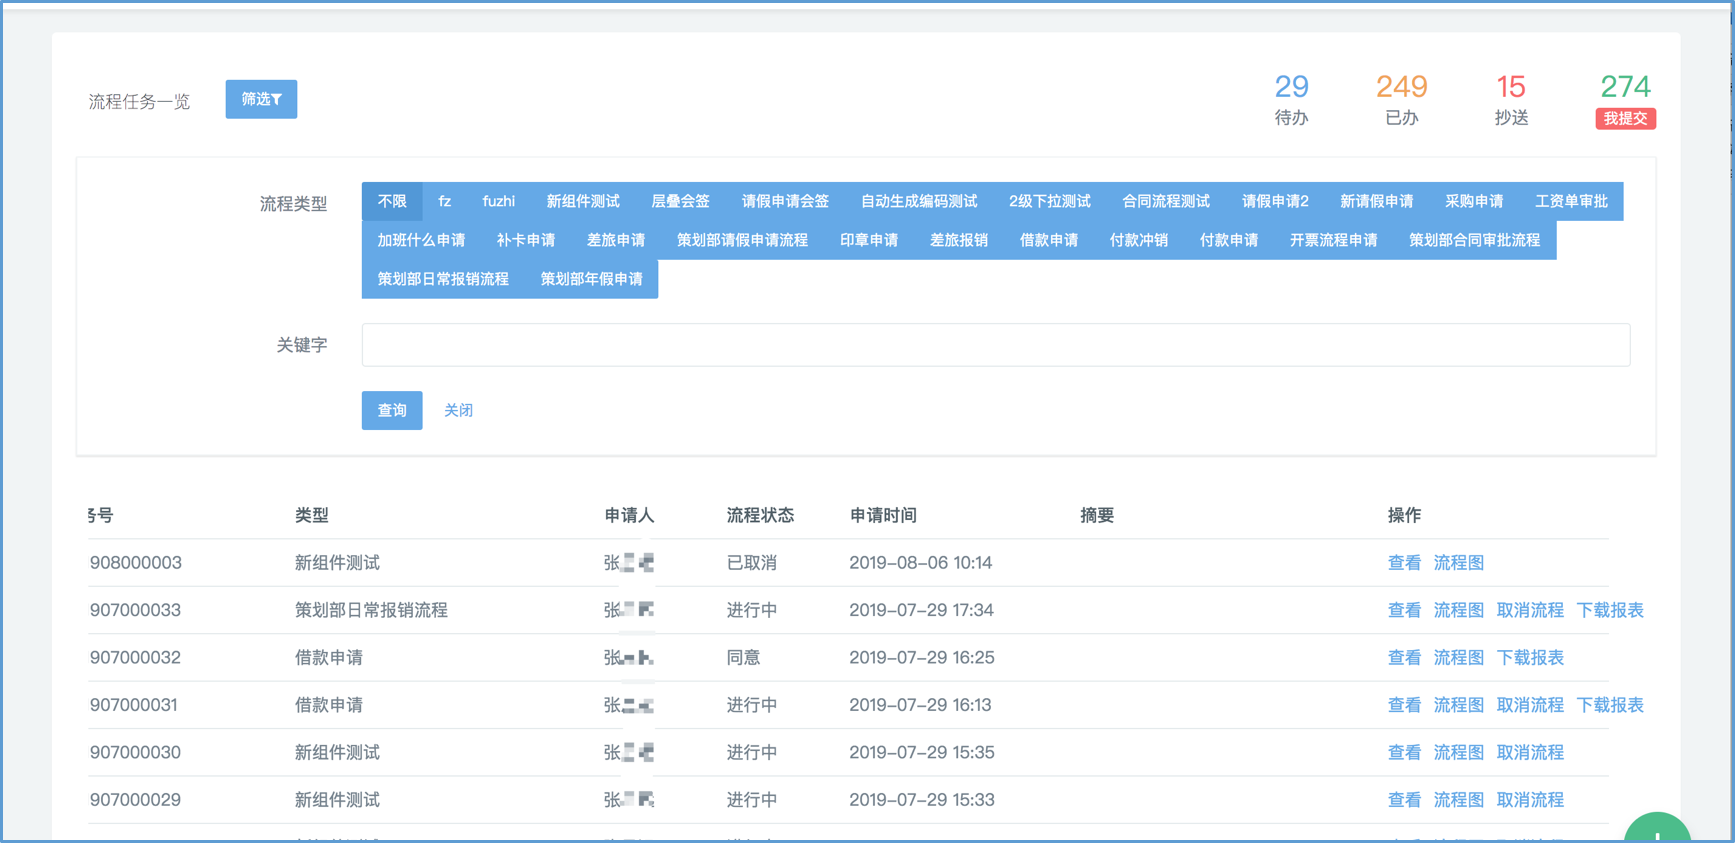 流程任务一览 筛选 29 249 15 274
待办 已办 抄送 我提交
流程类型 不限 fz fuzhi 新组件测试 层叠会签 请假申请会签 自动生成编码测试 2级下拉测试 合同流程测试 请假申请2 新请假申请 采购申请 工资单审批
加班什么申请 补卡申请 差旅申请 策划部请假申请流程 印章申请 差旅报销 借款申请 付款冲销 付款申请 开票流程申请 策划部合同审批流程
策划部日常报销流程 策划部年假申请
关键字
查询 关闭
号 类型 申请人 流程状态 申请时间 摘要 操作
908000003 新组件测试 张 已取消 2019-08-06 10:14 查看 流程图
907000033 策划部日常报销流程 张 进行中 2019-07-29 17:34 查看 流程图 取消流程 下载报表
907000032 借款申请 张 同意 2019-07-29 16:25 查看 流程图 下载报表
907000031 借款申请 张 进行中 2019-07-29 16:13 查看 流程图 取消流程 下载报表
907000030 新组件测试 张 进行中 2019-07-29 15:35 查看 流程图 取消流程
907000029 新组件测试 张 进行中 2019-07-29 15:33 查看 流程图 取消流程